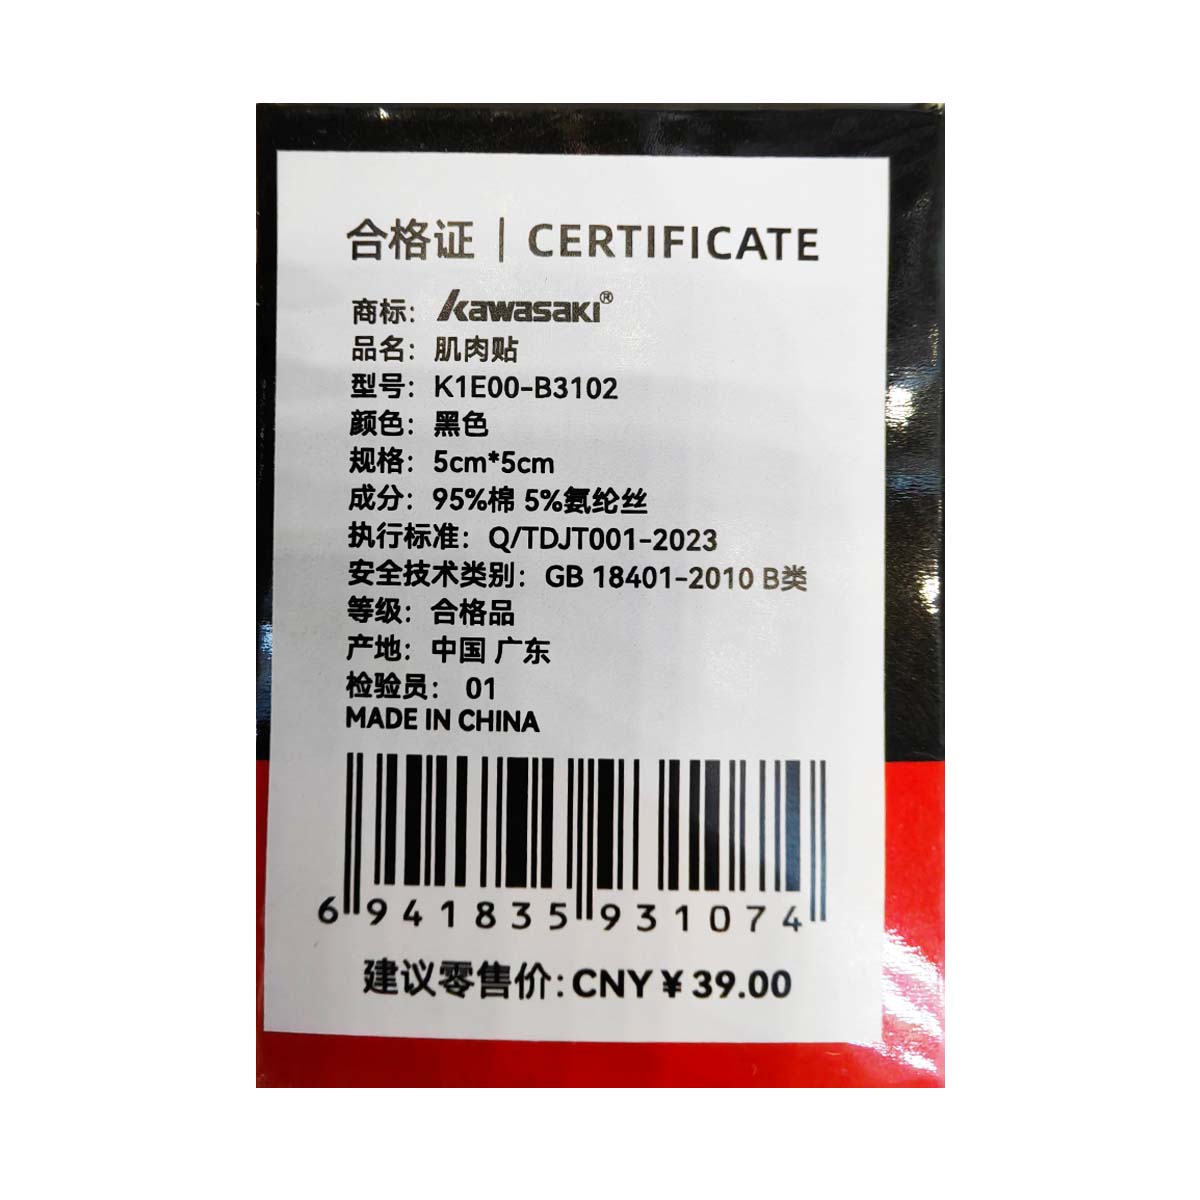 合格证 | CERTIFICATE
商标：Kawasaki®
品名：肌肉贴
型号：K1E00-B3102
颜色：黑色
规格：5cm*5cm
成分：95%棉 5%氨纶丝
执行标准：Q/TDJT001-2023
安全技术类别：GB 18401-2010 B类
等级：合格品
产地：中国 广东
检验员： 01
MADE IN CHINA
6 941835 931074
建议零售价:CNY￥39.00